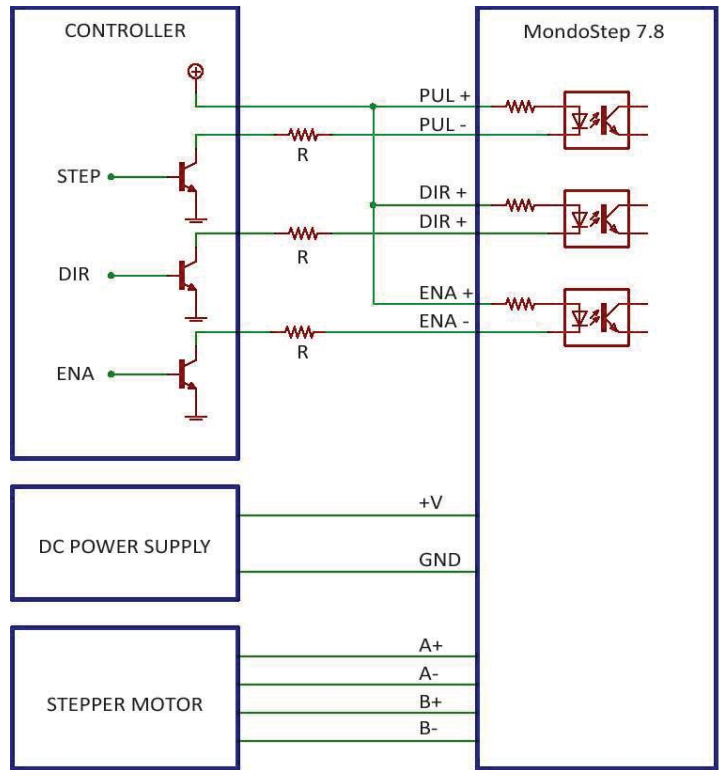 CONTROLLER
MondoStep 7.8
PUL +
PUL -
R
STEP
DIR +
DIR +
R
DIR
ENA +
ENA -
R
ENA
+V
DC POWER SUPPLY
GND
A+
A-
STEPPER MOTOR
B+
B-